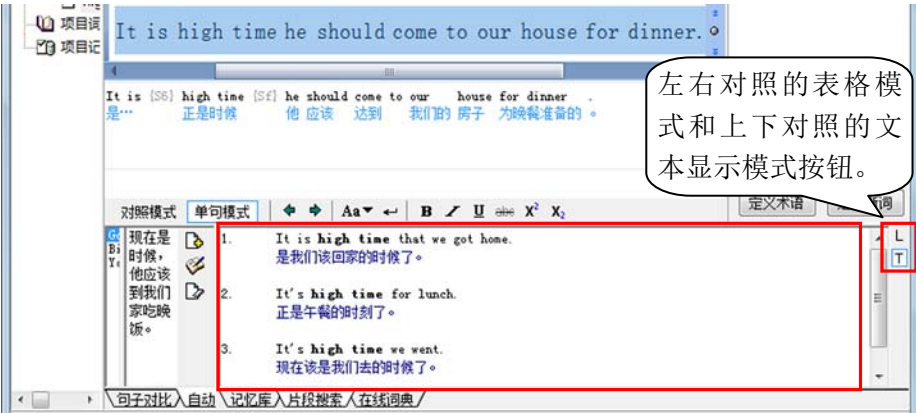 项目词
项目记
It is high time he should come to our house for dinner.
It is {S6} high time {Sf} he should come to our house for dinner .
是… 正是时候 他 应该 达到 我们的 房子 为晚餐准备的 。
左右对照的表格模
式和上下对照的文
本显示模式按钮。
对照模式 单句模式 Aa B I U abc X² X₂
定义术语 词
现在是
时候，
他应该
到我们
家吃晚
饭。
1. It is high time that we got home.
是我们该回家的时候了。
2. It's high time for lunch.
正是午餐的时刻了。
3. It's high time we went.
现在该是我们去的时候了。
L
T
句子对比 自动 记忆库 片段搜索 在线词典